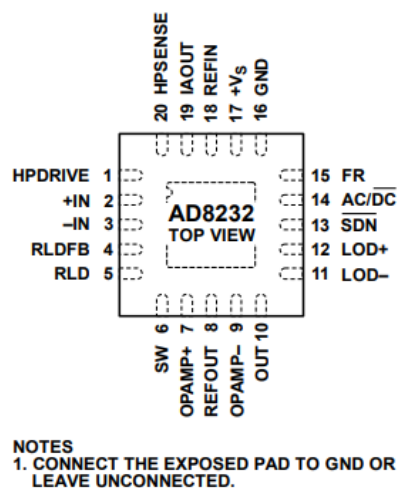 20 HPSENSE
19 IAOUT
18 REFIN
17 +VS
16 GND
HPDRIVE 1
+IN 2
–IN 3
RLDFB 4
RLD 5
AD8232
TOP VIEW
15 FR
14 AC/DC
13 SDN
12 LOD+
11 LOD–
SW 6
OPAMP+ 7
REFOUT 8
OPAMP– 9
OUT 10
NOTES
1. CONNECT THE EXPOSED PAD TO GND OR
LEAVE UNCONNECTED.